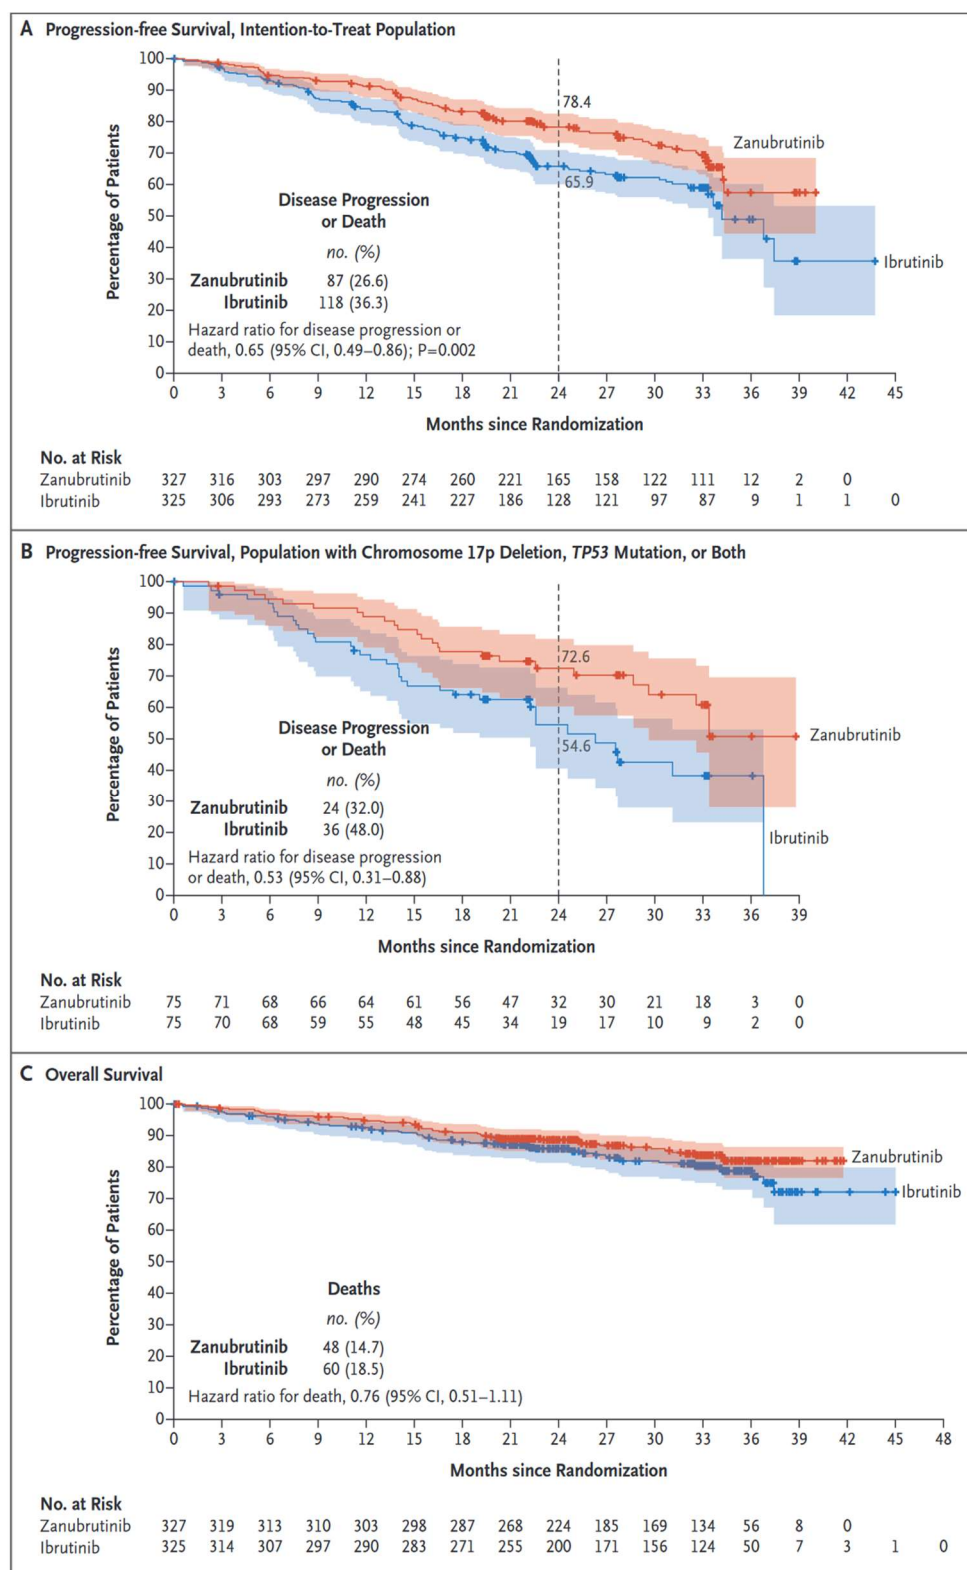 A Progression-free Survival, Intention-to-Treat Population
100
90
80
70
60
50
40
30
20
10
0
Percentage of Patients
78.4
65.9
Zanubrutinib
Ibrutinib
Disease Progression
or Death
no. (%)
Zanubrutinib 87 (26.6)
Ibrutinib 118 (36.3)
Hazard ratio for disease progression or
death, 0.65 (95% CI, 0.49–0.86); P=0.002
0 3 6 9 12 15 18 21 24 27 30 33 36 39 42 45
Months since Randomization
No. at Risk
Zanubrutinib 327 316 303 297 290 274 260 221 165 158 122 111 12 2 0
Ibrutinib 325 306 293 273 259 241 227 186 128 121 97 87 9 1 1 0
B Progression-free Survival, Population with Chromosome 17p Deletion, TP53 Mutation, or Both
100
90
80
70
60
50
40
30
20
10
0
Percentage of Patients
72.6
54.6
Zanubrutinib
Ibrutinib
Disease Progression
or Death
no. (%)
Zanubrutinib 24 (32.0)
Ibrutinib 36 (48.0)
Hazard ratio for disease progression
or death, 0.53 (95% CI, 0.31–0.88)
0 3 6 9 12 15 18 21 24 27 30 33 36 39
Months since Randomization
No. at Risk
Zanubrutinib 75 71 68 66 64 61 56 47 32 30 21 18 3 0
Ibrutinib 75 70 68 59 55 48 45 34 19 17 10 9 2 0
C Overall Survival
100
90
80
70
60
50
40
30
20
10
0
Percentage of Patients
Zanubrutinib
Ibrutinib
Deaths
no. (%)
Zanubrutinib 48 (14.7)
Ibrutinib 60 (18.5)
Hazard ratio for death, 0.76 (95% CI, 0.51–1.11)
0 3 6 9 12 15 18 21 24 27 30 33 36 39 42 45 48
Months since Randomization
No. at Risk
Zanubrutinib 327 319 313 310 303 298 287 268 224 185 169 134 56 8 0
Ibrutinib 325 314 307 297 290 283 271 255 200 171 156 124 50 7 3 1 0